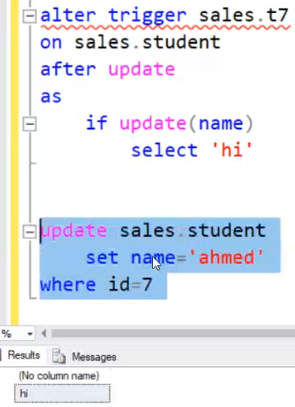 alter trigger sales.t7
on sales.student
after update
as
if update(name)
select 'hi'
update sales.student
set name='ahmed'
where id=7
%
Results Messages
(No column name)
hi